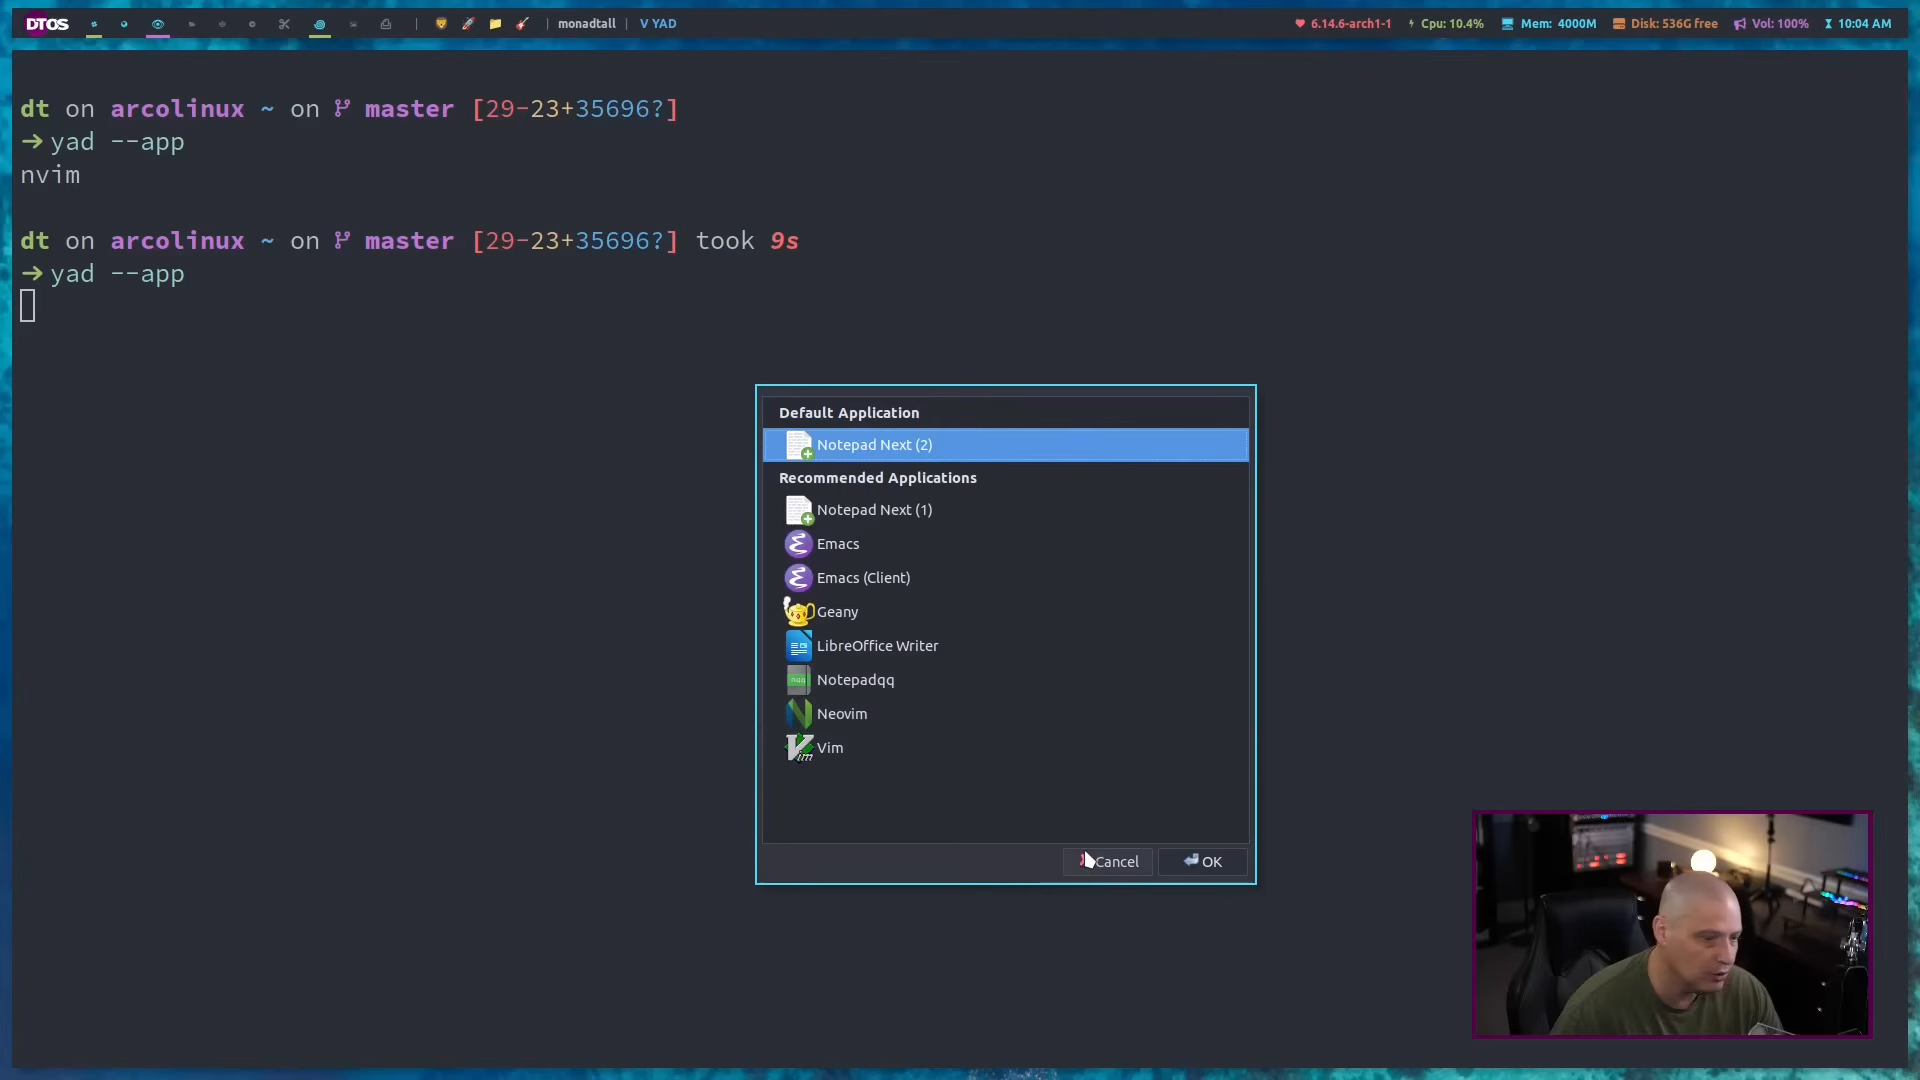 DTOS | monadtall | V YAD 6.14.6-arch1-1 Cpu: 10.4% Mem: 4000M Disk: 536G free Vol: 100% 10:04 AM
dt on arcolinux ~ on master [29-23+35696?]
→ yad --app
nvim
dt on arcolinux ~ on master [29-23+35696?] took 9s
→ yad --app
Default Application
Notepad Next (2)
Recommended Applications
Notepad Next (1)
Emacs
Emacs (Client)
Geany
LibreOffice Writer
Notepadqq
Neovim
Vim
Cancel OK